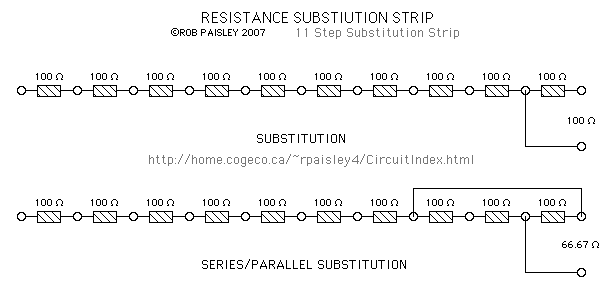 RESISTANCE SUBSTIUTION STRIP
©ROB PAISLEY 2007 11 Step Substitution Strip
100 Ω 100 Ω 100 Ω 100 Ω 100 Ω 100 Ω 100 Ω 100 Ω 100 Ω 100 Ω
100 Ω
SUBSTITUTION
http://home.cogeco.ca/~rpaisley4/CircuitIndex.html
100 Ω 100 Ω 100 Ω 100 Ω 100 Ω 100 Ω 100 Ω 100 Ω 100 Ω 100 Ω
66.67 Ω
SERIES/PARALLEL SUBSTITUTION